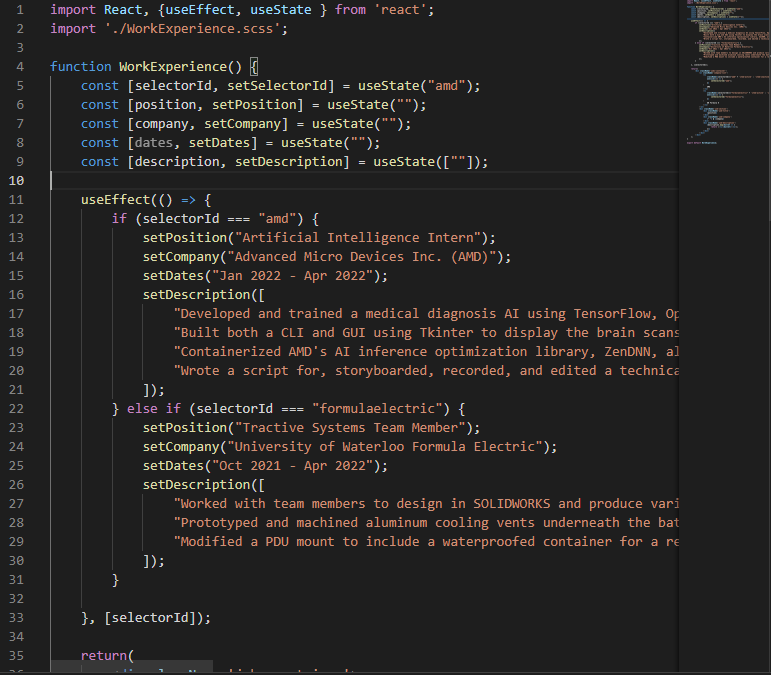 1 import React, {useEffect, useState } from 'react';
2 import './WorkExperience.scss';
3
4 function WorkExperience() {
5 const [selectorId, setSelectorId] = useState("amd");
6 const [position, setPosition] = useState("");
7 const [company, setCompany] = useState("");
8 const [dates, setDates] = useState("");
9 const [description, setDescription] = useState([""]);
10
11 useEffect(() => {
12 if (selectorId === "amd") {
13 setPosition("Artificial Intelligence Intern");
14 setCompany("Advanced Micro Devices Inc. (AMD)");
15 setDates("Jan 2022 - Apr 2022");
16 setDescription([
17 "Developed and trained a medical diagnosis AI using TensorFlow, Op
18 "Built both a CLI and GUI using Tkinter to display the brain scans
19 "Containerized AMD's AI inference optimization library, ZenDNN, al
20 "Wrote a script for, storyboarded, recorded, and edited a technica
21 ]);
22 } else if (selectorId === "formulaelectric") {
23 setPosition("Tractive Systems Team Member");
24 setCompany("University of Waterloo Formula Electric");
25 setDates("Oct 2021 - Apr 2022");
26 setDescription([
27 "Worked with team members to design in SOLIDWORKS and produce vari
28 "Prototyped and machined aluminum cooling vents underneath the bat
29 "Modified a PDU mount to include a waterproofed container for a re
30 ]);
31 }
32
33 }, [selectorId]);
34
35 return(